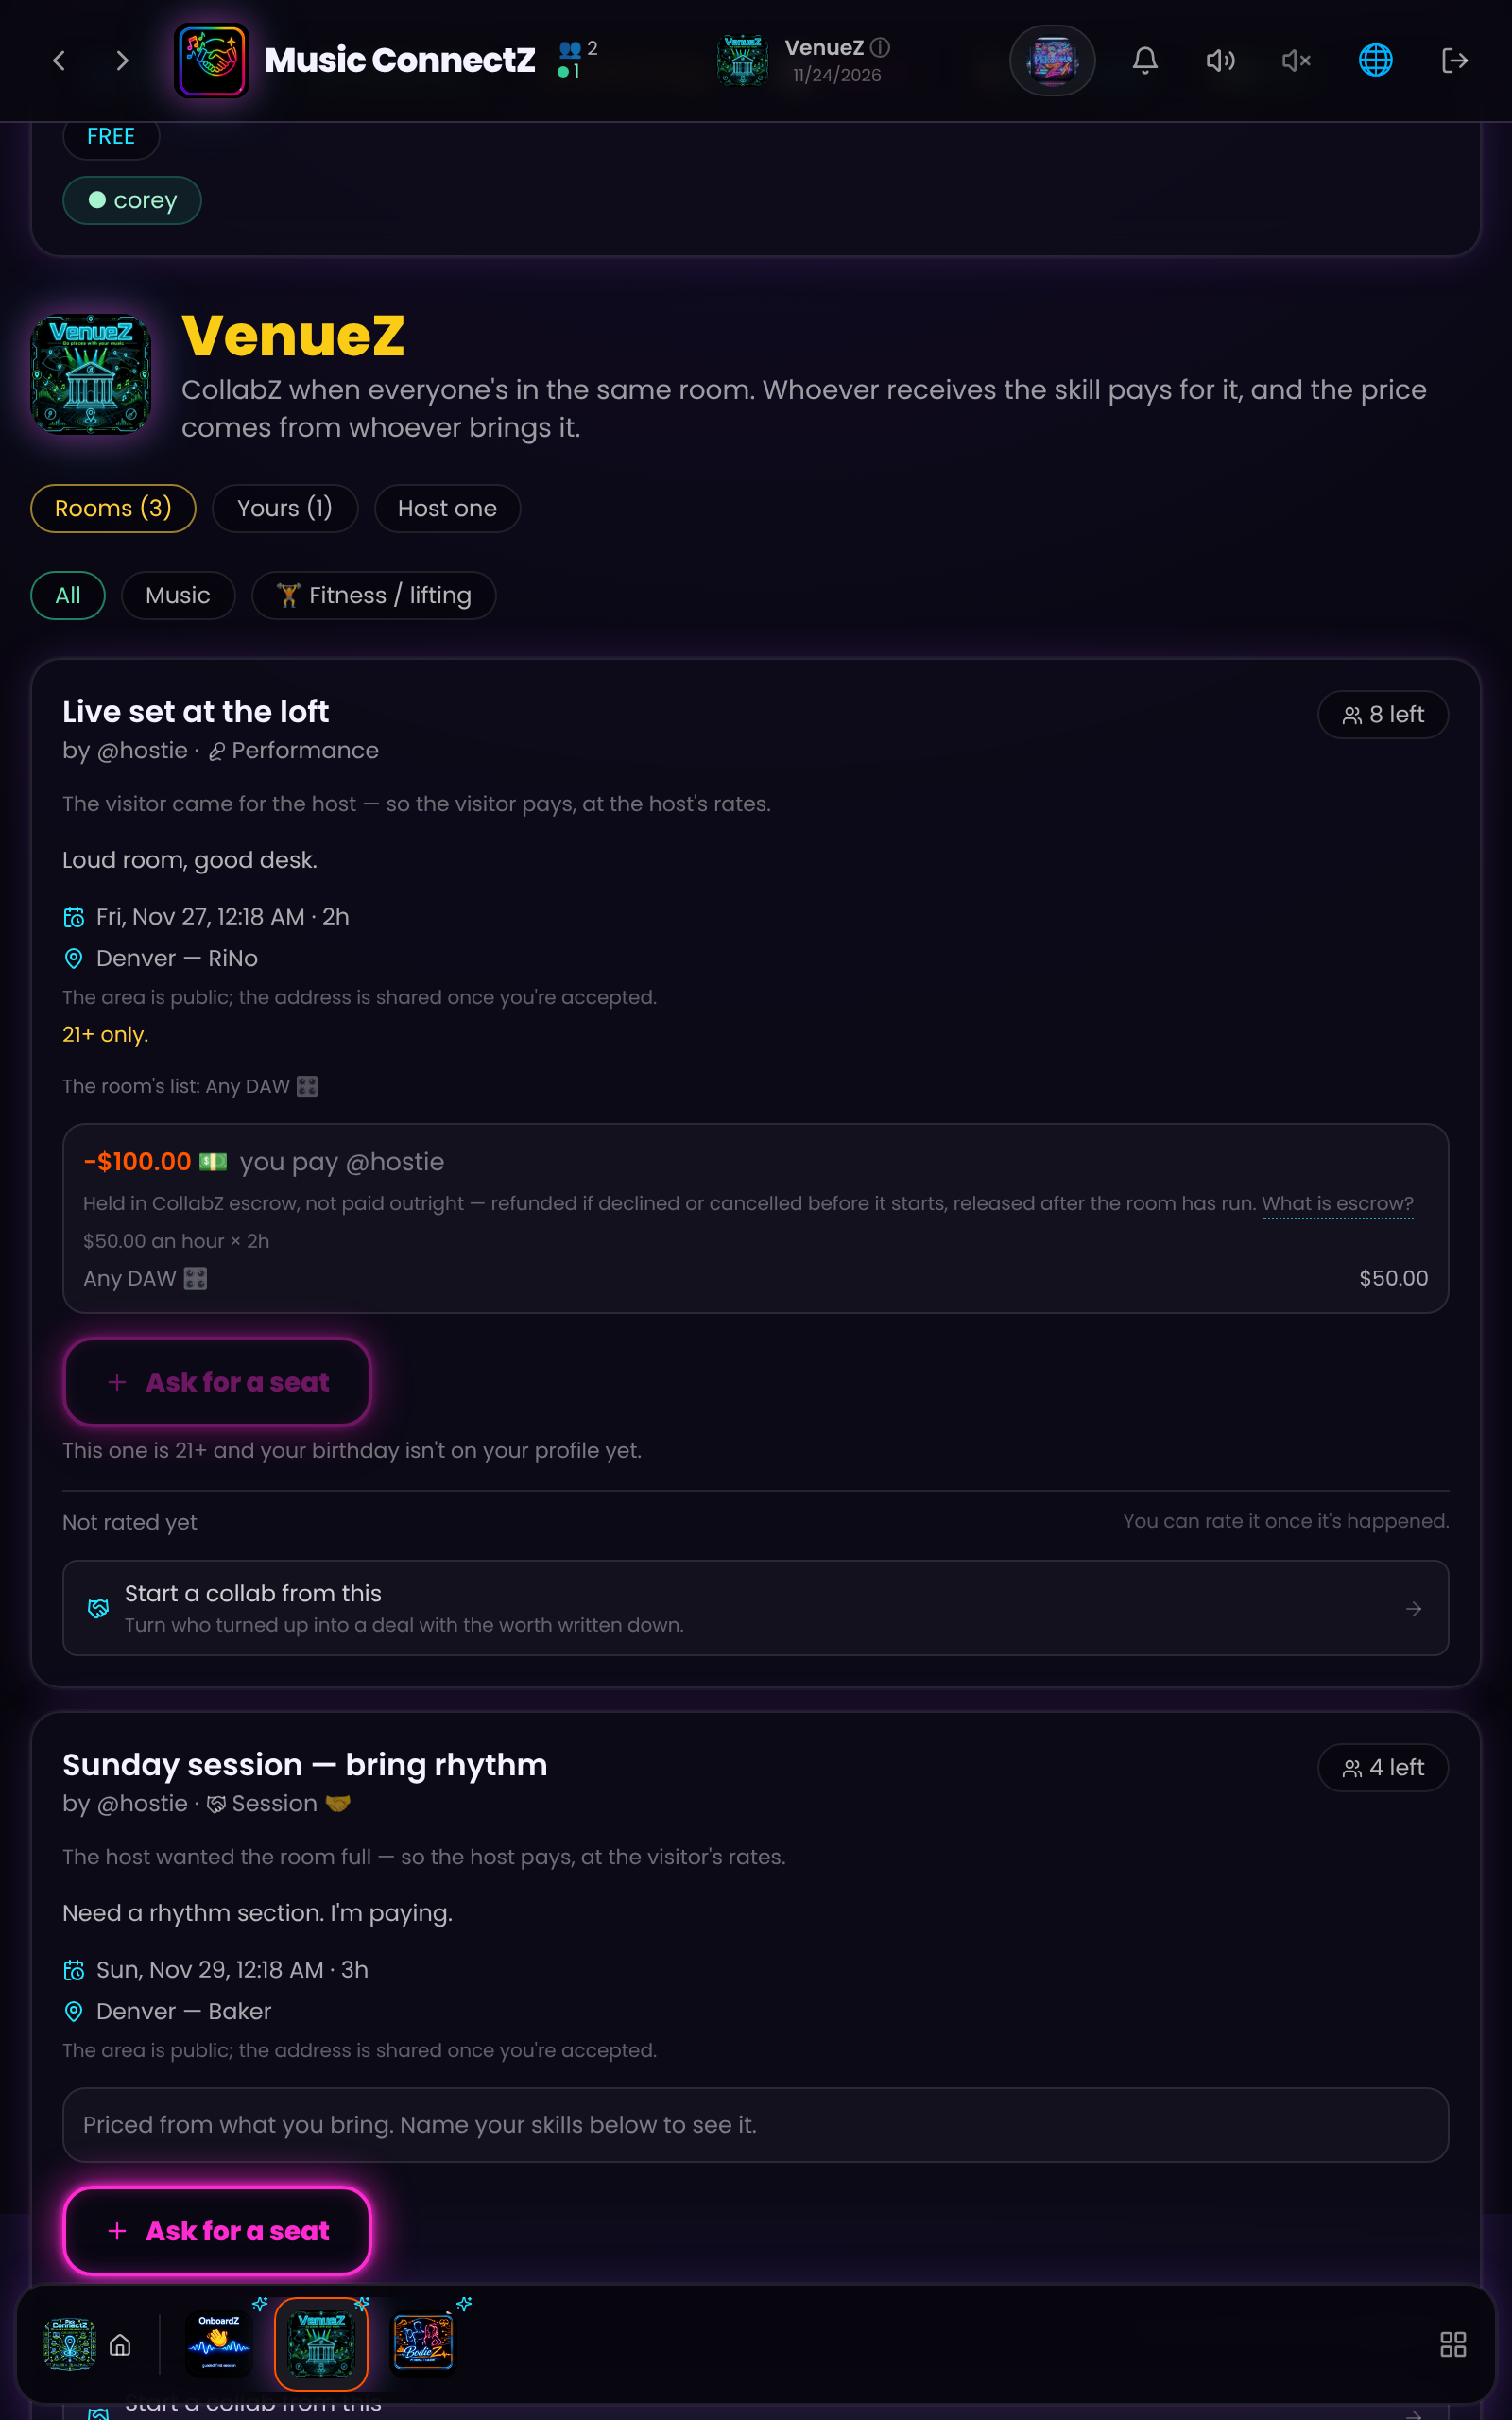 Music ConnectZ
👥 2
1
VenueZ ⓘ
11/24/2026
FREE
corey
VenueZ
VenueZ
CollabZ when everyone's in the same room. Whoever receives the skill pays for it, and the price
comes from whoever brings it.
Rooms (3)
Yours (1)
Host one
All
Music
🏋 Fitness / lifting
Live set at the loft
8 left
by @hostie · Performance
The visitor came for the host — so the visitor pays, at the host's rates.
Loud room, good desk.
Fri, Nov 27, 12:18 AM · 2h
Denver — RiNo
The area is public; the address is shared once you're accepted.
21+ only.
The room's list: Any DAW 🎛
−$100.00 💵 you pay @hostie
Held in CollabZ escrow, not paid outright — refunded if declined or cancelled before it starts, released after the room has run. What is escrow?
$50.00 an hour × 2h
Any DAW 🎛
$50.00
+ Ask for a seat
This one is 21+ and your birthday isn't on your profile yet.
Not rated yet
You can rate it once it's happened.
Start a collab from this
Turn who turned up into a deal with the worth written down.
→
Sunday session — bring rhythm
4 left
by @hostie · Session 🤝
The host wanted the room full — so the host pays, at the visitor's rates.
Need a rhythm section. I'm paying.
Sun, Nov 29, 12:18 AM · 3h
Denver — Baker
The area is public; the address is shared once you're accepted.
Priced from what you bring. Name your skills below to see it.
+ Ask for a seat
ConnectZ
OnboardZ
VenueZ
BodieZ
Start a collab from this